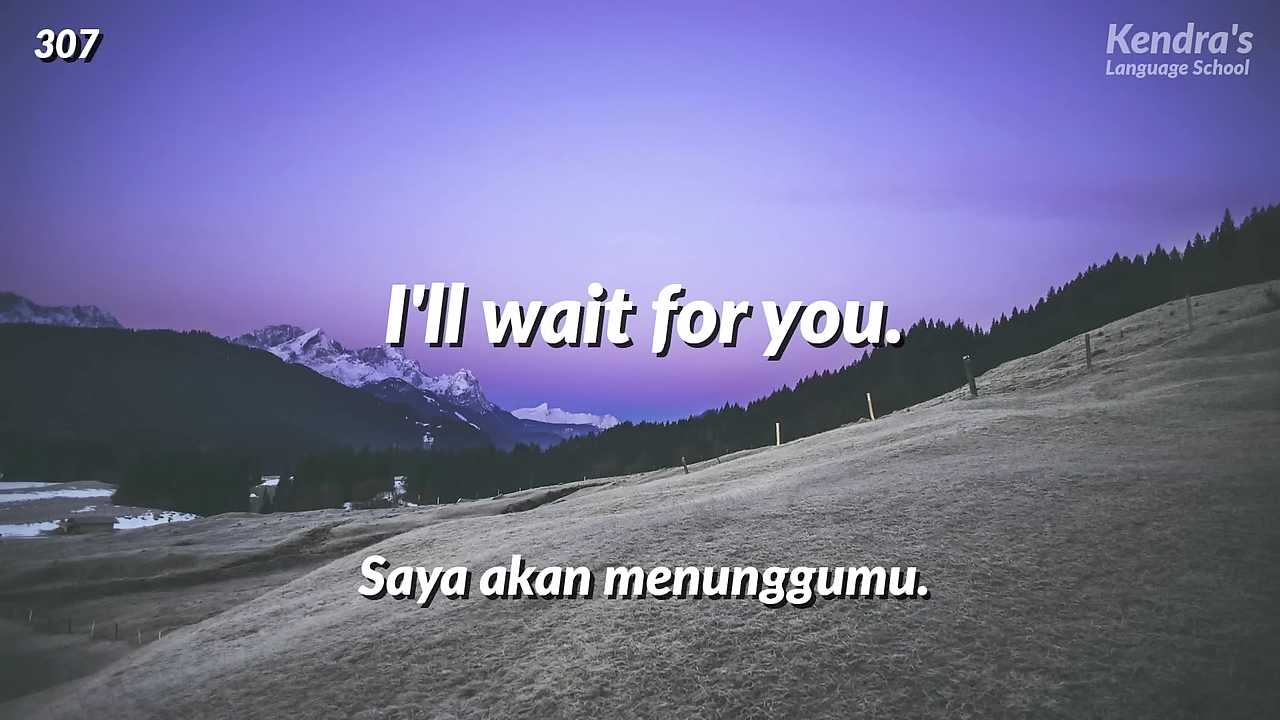 307
Kendra's
Language School
I'll wait for you.
Saya akan menunggumu.